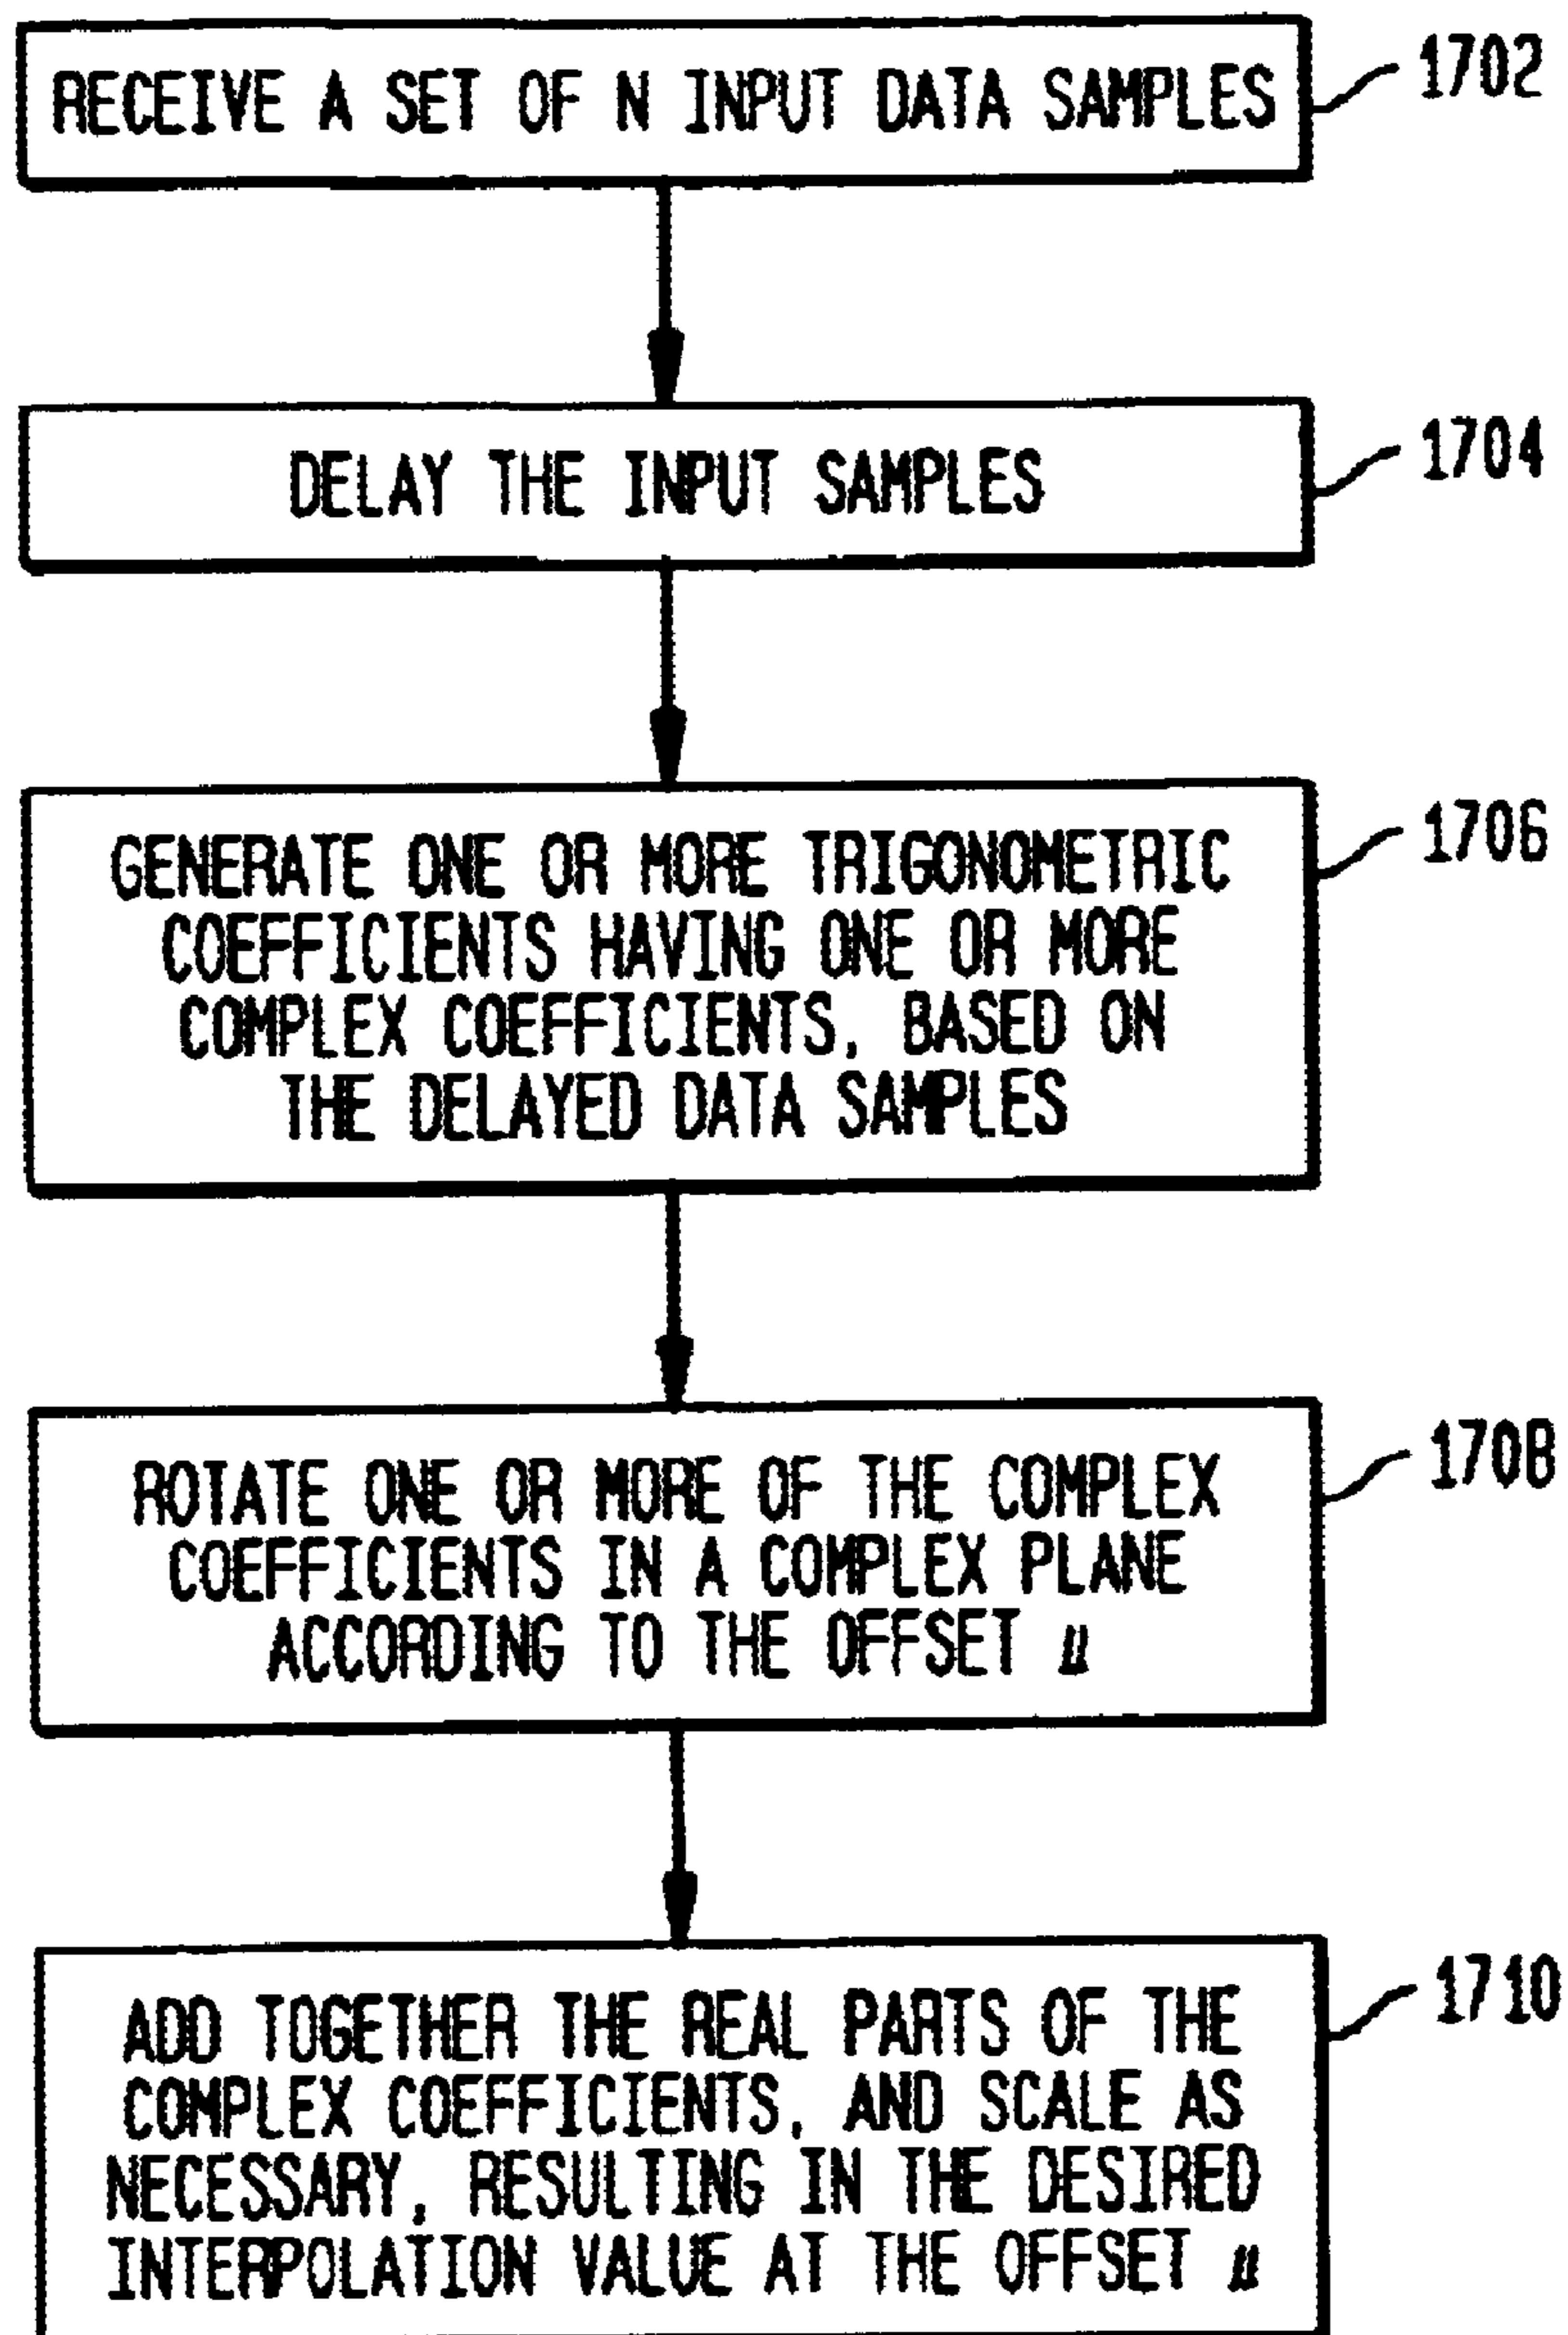 RECEIVE A SET OF N INPUT DATA SAMPLES
1702
DELAY THE INPUT SAMPLES
1704
GENERATE ONE OR MORE TRIGONOMETRIC
COEFFICIENTS HAVING ONE OR MORE
COMPLEX COEFFICIENTS, BASED ON
THE DELAYED DATA SAMPLES
1706
ROTATE ONE OR MORE OF THE COMPLEX
COEFFICIENTS IN A COMPLEX PLANE
ACCORDING TO THE OFFSET μ
1708
ADD TOGETHER THE REAL PARTS OF THE
COMPLEX COEFFICIENTS, AND SCALE AS
NECESSARY, RESULTING IN THE DESIRED
INTERPOLATION VALUE AT THE OFFSET μ
1710